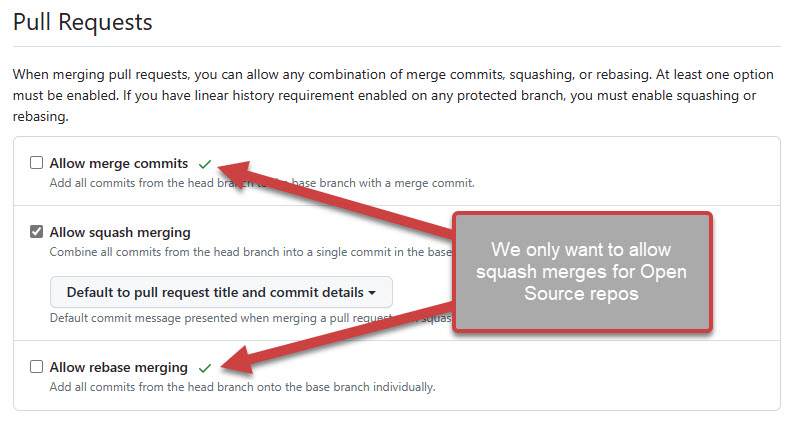 Pull Requests
When merging pull requests, you can allow any combination of merge commits, squashing, or rebasing. At least one option
must be enabled. If you have linear history requirement enabled on any protected branch, you must enable squashing or
rebasing.
Allow merge commits
Add all commits from the head branch to the base branch with a merge commit.
Allow squash merging
Combine all commits from the head branch into a single commit in the base
Default to pull request title and commit details
Default commit message presented when merging a pull request
We only want to allow
squash merges for Open
Source repos
Allow rebase merging
Add all commits from the head branch onto the base branch individually.